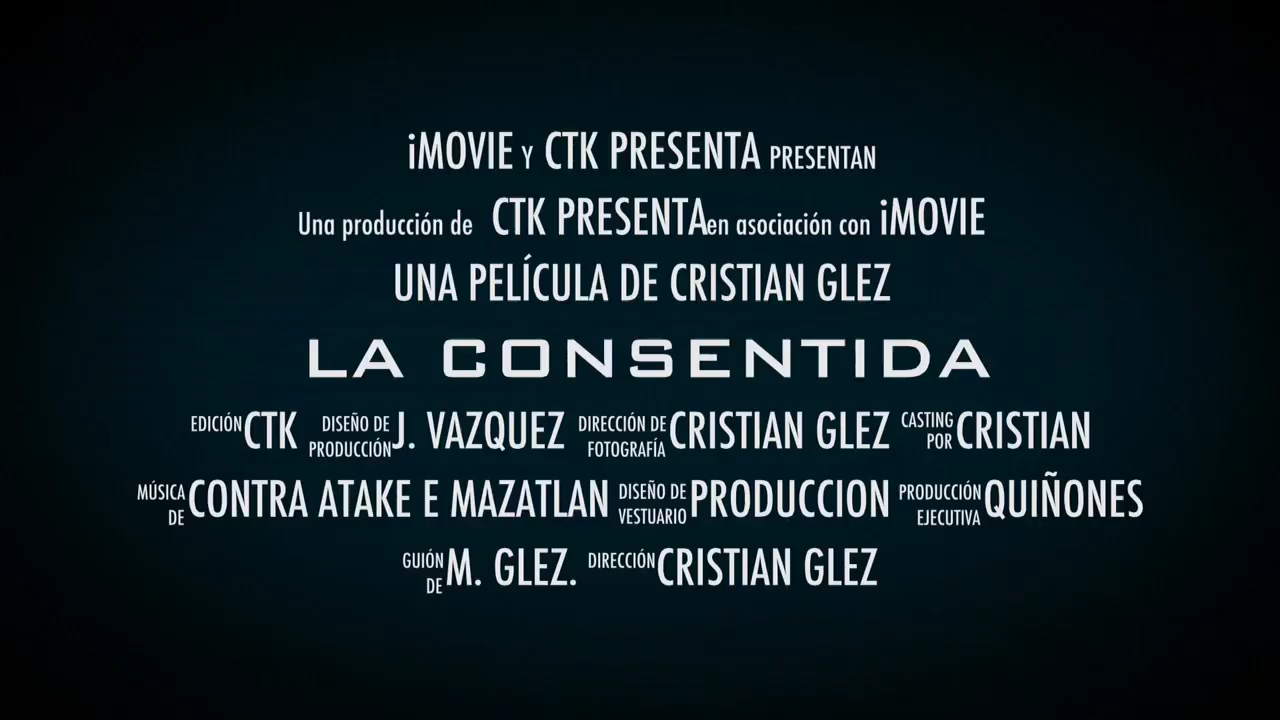 iMOVIE Y CTK PRESENTA PRESENTAN
Una producción de CTK PRESENTA en asociación con iMOVIE
UNA PELÍCULA DE CRISTIAN GLEZ
LA CONSENTIDA
EDICIÓN CTK DISEÑO DE PRODUCCIÓN J. VAZQUEZ DIRECCIÓN DE FOTOGRAFÍA CRISTIAN GLEZ CASTING POR CRISTIAN
MÚSICA DE CONTRA ATAKE E MAZATLAN DISEÑO DE VESTUARIO PRODUCCION PRODUCCIÓN EJECUTIVA QUIÑONES
GUIÓN DE M. GLEZ. DIRECCIÓN CRISTIAN GLEZ